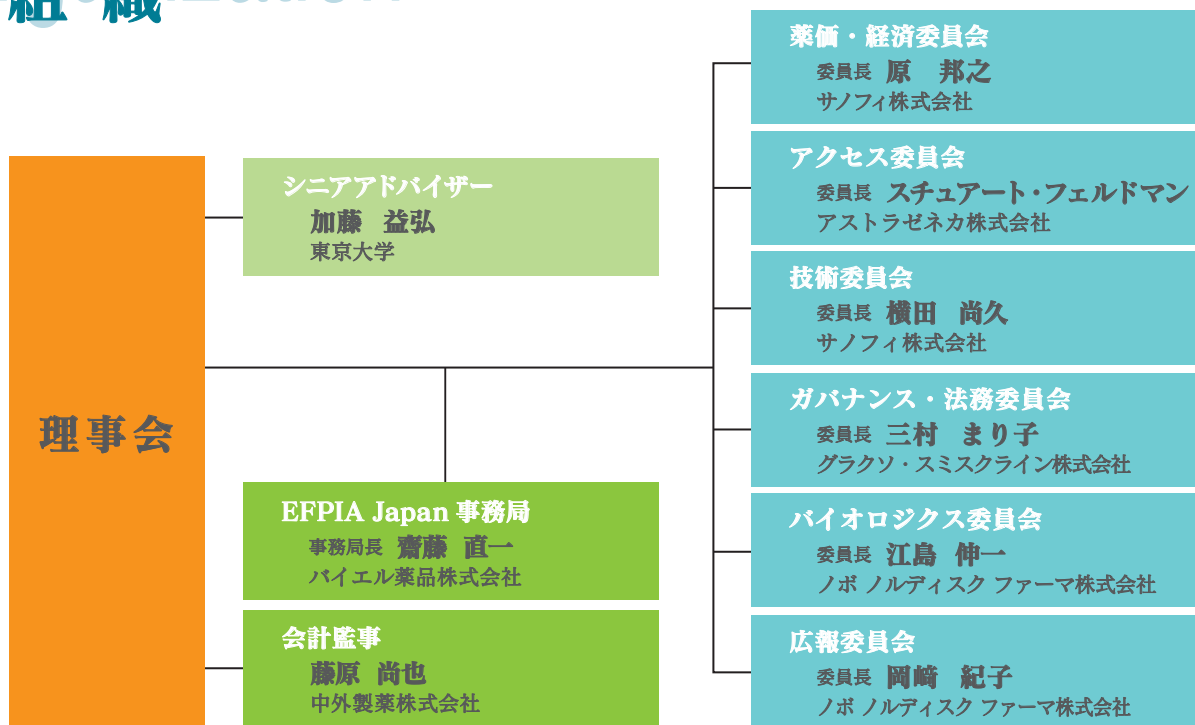 組 織
理事会
シニアアドバイザー
加藤 益弘
東京大学
EFPIA Japan 事務局
事務局長 齋藤 直一
バイエル薬品株式会社
会計監事
藤原 尚也
中外製薬株式会社
薬価・経済委員会
委員長 原 邦之
サノフィ株式会社
アクセス委員会
委員長 スチュアート・フェルドマン
アストラゼネカ株式会社
技術委員会
委員長 横田 尚久
サノフィ株式会社
ガバナンス・法務委員会
委員長 三村 まり子
グラクソ・スミスクライン株式会社
バイオロジクス委員会
委員長 江島 伸一
ノボ ノルディスク ファーマ株式会社
広報委員会
委員長 岡﨑 紀子
ノボ ノルディスク ファーマ株式会社